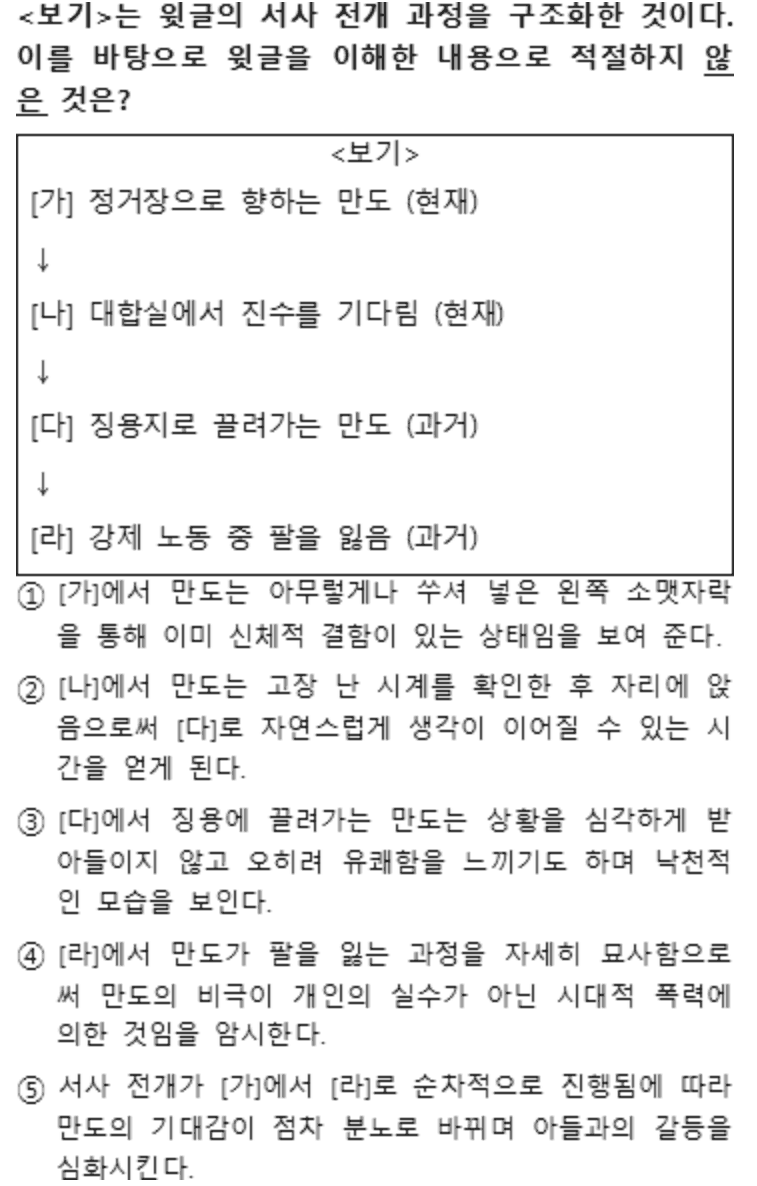 <보기>는 윗글의 서사 전개 과정을 구조화한 것이다.
이를 바탕으로 윗글을 이해한 내용으로 적절하지 않
은 것은?
<보기>
[가] 정거장으로 향하는 만도 (현재)
↓
[나] 대합실에서 진수를 기다림 (현재)
↓
[다] 징용지로 끌려가는 만도 (과거)
↓
[라] 강제 노동 중 팔을 잃음 (과거)
① [가]에서 만도는 아무렇게나 쑤셔 넣은 왼쪽 소맷자락
을 통해 이미 신체적 결함이 있는 상태임을 보여 준다.
② [나]에서 만도는 고장 난 시계를 확인한 후 자리에 앉
음으로써 [다]로 자연스럽게 생각이 이어질 수 있는 시
간을 얻게 된다.
③ [다]에서 징용에 끌려가는 만도는 상황을 심각하게 받
아들이지 않고 오히려 유쾌함을 느끼기도 하며 낙천적
인 모습을 보인다.
④ [라]에서 만도가 팔을 잃는 과정을 자세히 묘사함으로
써 만도의 비극이 개인의 실수가 아닌 시대적 폭력에
의한 것임을 암시한다.
⑤ 서사 전개가 [가]에서 [라]로 순차적으로 진행됨에 따라
만도의 기대감이 점차 분노로 바뀌며 아들과의 갈등을
심화시킨다.